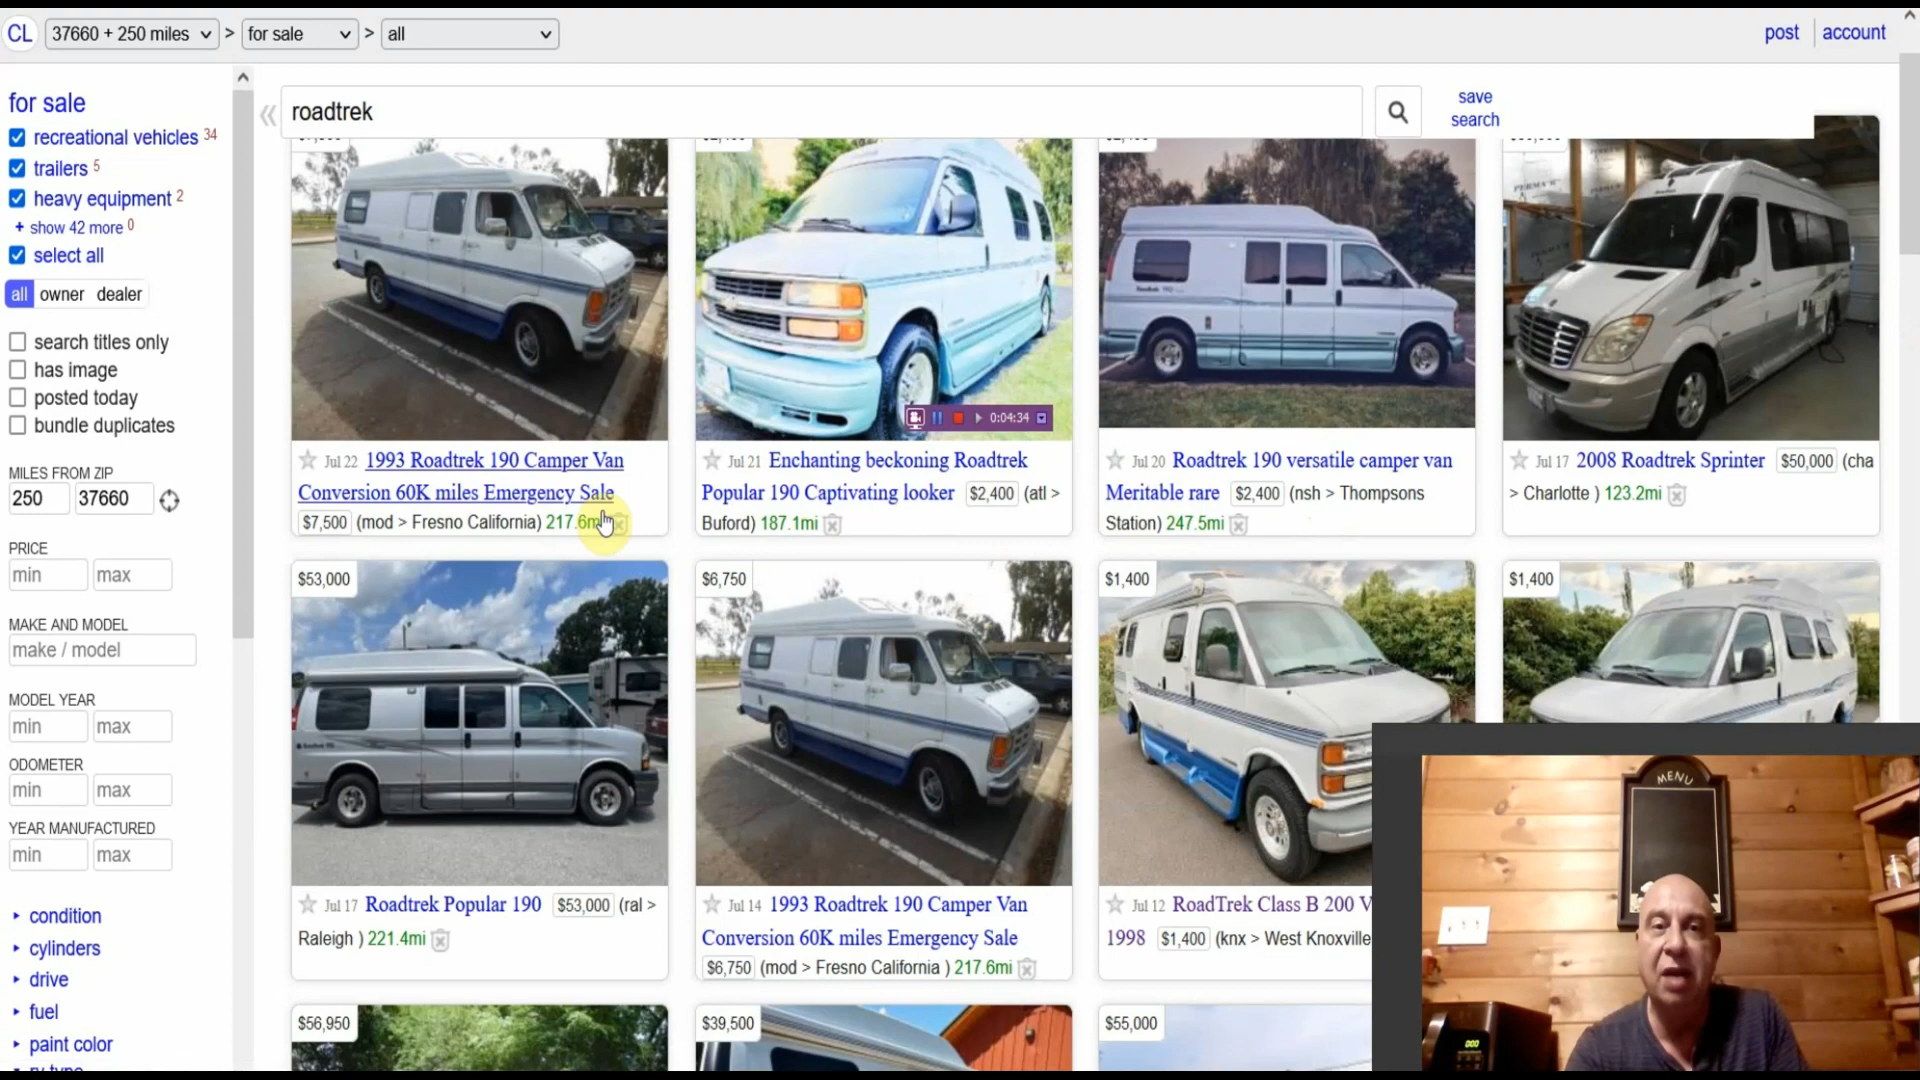 CL 37660 + 250 miles > for sale > all post account
for sale
recreational vehicles 34
trailers 5
heavy equipment 2
+ show 42 more 0
select all
all owner dealer
search titles only
has image
posted today
bundle duplicates
MILES FROM ZIP
250 37660
PRICE
min max
MAKE AND MODEL
make / model
MODEL YEAR
min max
ODOMETER
min max
YEAR MANUFACTURED
min max
condition
cylinders
drive
fuel
paint color
roadtrek
save
search
Jul 22 1993 Roadtrek 190 Camper Van
Conversion 60K miles Emergency Sale
$7,500 (mod > Fresno California) 217.6m
0:04:34
Jul 21 Enchanting beckoning Roadtrek
Popular 190 Captivating looker $2,400 (atl >
Buford) 187.1mi
Jul 20 Roadtrek 190 versatile camper van
Meritable rare $2,400 (nsh > Thompsons
Station) 247.5mi
Jul 17 2008 Roadtrek Sprinter $50,000 (cha
> Charlotte ) 123.2mi
$53,000
Jul 17 Roadtrek Popular 190 $53,000 (ral >
Raleigh ) 221.4mi
$6,750
Jul 14 1993 Roadtrek 190 Camper Van
Conversion 60K miles Emergency Sale
$6,750 (mod > Fresno California ) 217.6mi
$1,400
Jul 12 RoadTrek Class B 200 V
1998 $1,400 (knx > West Knoxville
$1,400
$56,950
$39,500
$55,000
MENU